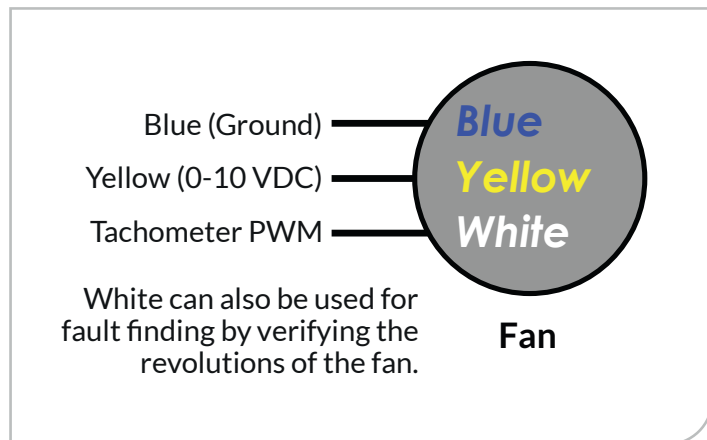 Blue (Ground) Blue
Yellow (0-10 VDC) Yellow
Tachometer PWM White
White can also be used for
fault finding by verifying the
revolutions of the fan.
Fan